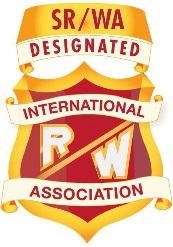 SR/WA
DESIGNATED
INTERNATIONAL
R/W
ASSOCIATION